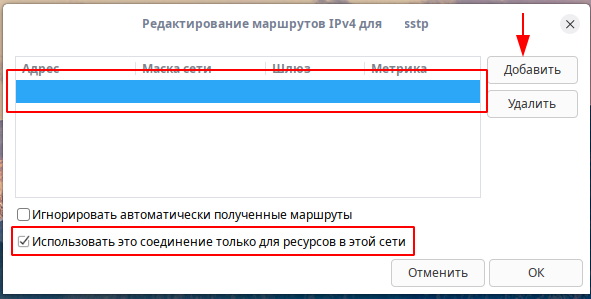 Редактирование маршрутов IPv4 для sstp
Адрес Маска сети Шлюз Метрика
Добавить
Удалить
Игнорировать автоматически полученные маршруты
Использовать это соединение только для ресурсов в этой сети
Отменить ОК